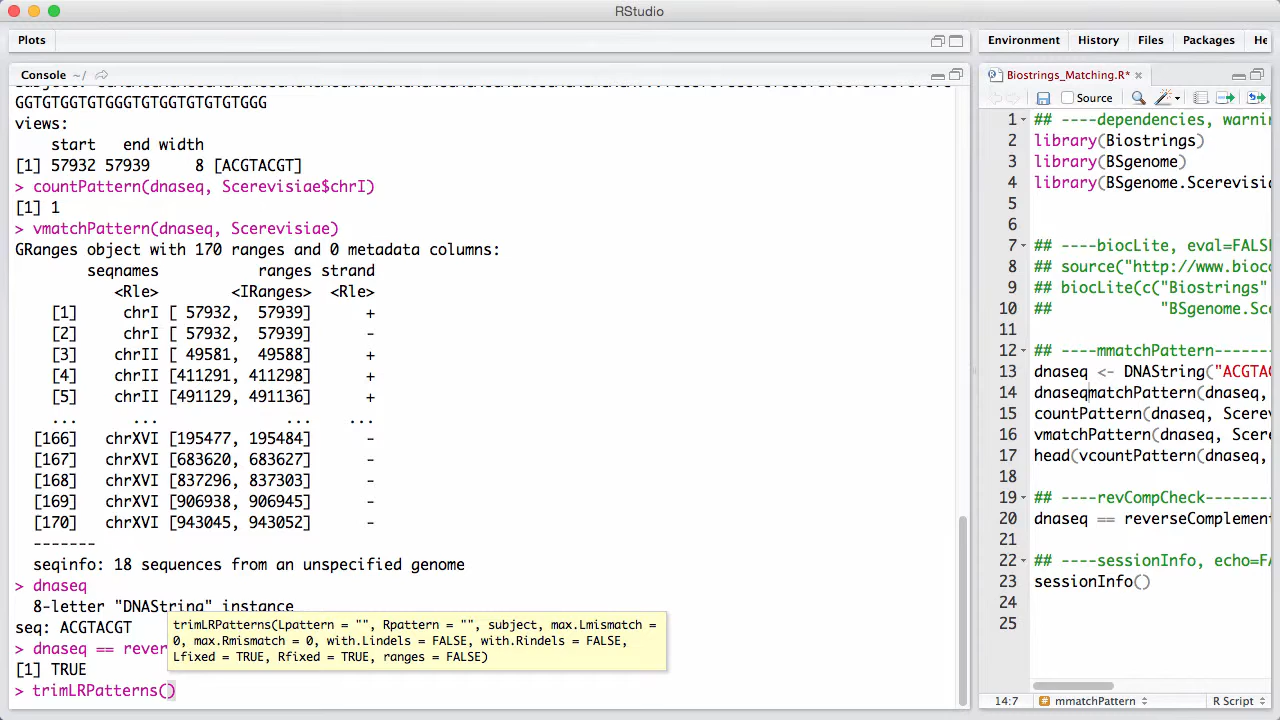 RStudio
Plots
Console ~/
GGTGTGGTGTGGGTGTGGTGTGTGTGGG
views:
start end width
[1] 57932 57939 8 [ACGTACGT]
> countPattern(dnaseq, Scerevisiae$chrI)
[1] 1
> vmatchPattern(dnaseq, Scerevisiae)
GRanges object with 170 ranges and 0 metadata columns:
seqnames ranges strand
<Rle> <IRanges> <Rle>
[1] chrI [ 57932, 57939] +
[2] chrI [ 57932, 57939] -
[3] chrII [ 49581, 49588] +
[4] chrII [411291, 411298] +
[5] chrII [491129, 491136] +
... ... ... ...
[166] chrXVI [195477, 195484] -
[167] chrXVI [683620, 683627] -
[168] chrXVI [837296, 837303] -
[169] chrXVI [906938, 906945] -
[170] chrXVI [943045, 943052] -
-------
seqinfo: 18 sequences from an unspecified genome
> dnaseq
8-letter "DNAString" instance
seq: ACGTACGT
> dnaseq == rever
[1] TRUE
> trimLRPatterns()
trimLRPatterns(Lpattern = "", Rpattern = "", subject, max.Lmismatch =
0, max.Rmismatch = 0, with.Lindels = FALSE, with.Rindels = FALSE,
Lfixed = TRUE, Rfixed = TRUE, ranges = FALSE)
Environment History Files Packages He
Biostrings_Matching.R*
Source
1 ## ----dependencies, warnin
2 library(Biostrings)
3 library(BSgenome)
4 library(BSgenome.Scerevisia
5
6
7 ## ----biocLite, eval=FALSE
8 ## source("http://www.bioco
9 ## biocLite(c("Biostrings"
10 ## "BSgenome.Sc
11
12 ## ----mmatchPattern-------
13 dnaseq <- DNAString("ACGTAC
14 dnaseqmatchPattern(dnaseq,
15 countPattern(dnaseq, Scerev
16 vmatchPattern(dnaseq, Scere
17 head(vcountPattern(dnaseq,
18
19 ## ----revCompCheck--------
20 dnaseq == reverseComplement
21
22 ## ----sessionInfo, echo=FA
23 sessionInfo()
24
25
14:7 mmatchPattern R Script